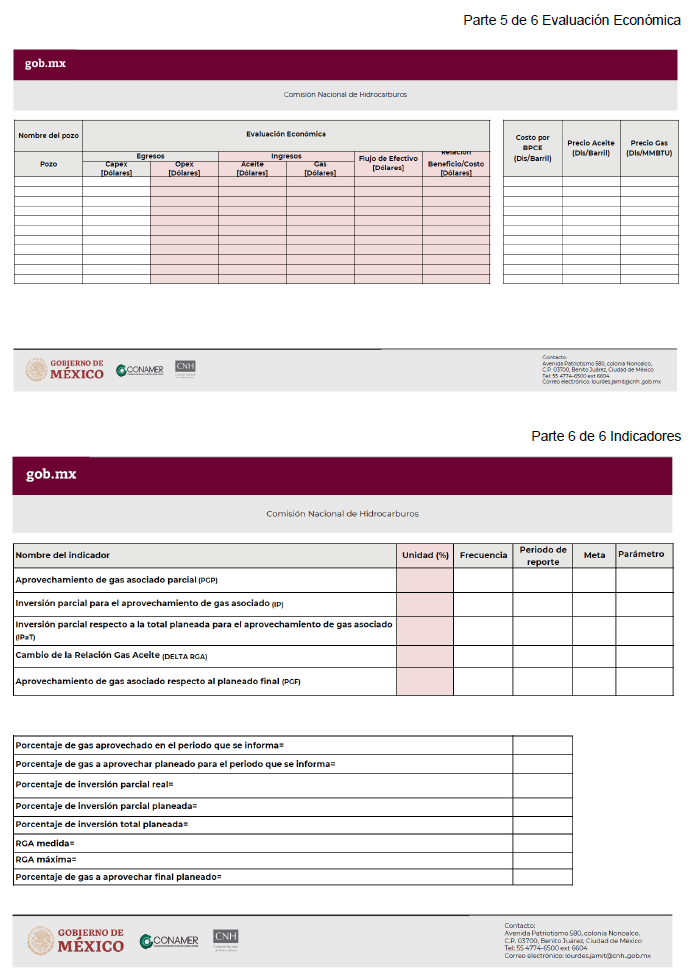 Parte 5 de 6 Evaluación Económica
gob.mx
Comisión Nacional de Hidrocarburos
Nombre del pozo
Evaluación Económica
Costo por
BPCE
(Dls/Barril)
Precio Aceite
(Dls/Barril)
Precio Gas
(Dls/MMBTU)
Pozo
Egresos
Ingresos
Flujo de Efectivo
[Dólares]
Relación
Beneficio/Costo
[Dólares]
Capex
[Dólares]
Opex
[Dólares]
Aceite
[Dólares]
Gas
[Dólares]
GOBIERNO DE
MÉXICO
CONAMER
CNH
Contacto:
Avenida Patriotismo 580, colonia Nonoalco,
C.P. 03700, Benito Juárez, Ciudad de México
Tel: 55 4774-6500 ext 6604
Correo electrónico: lourdes.jamit@cnh.gob.mx
Parte 6 de 6 Indicadores
gob.mx
Comisión Nacional de Hidrocarburos
Nombre del indicador Unidad (%) Frecuencia Periodo de reporte Meta Parámetro
Aprovechamiento de gas asociado parcial (PGP)
Inversión parcial para el aprovechamiento de gas asociado (IP)
Inversión parcial respecto a la total planeada para el aprovechamiento de gas asociado
(IPaT)
Cambio de la Relación Gas Aceite (DELTA RGA)
Aprovechamiento de gas asociado respecto al planeado final (PGF)
Porcentaje de gas aprovechado en el periodo que se informa=
Porcentaje de gas a aprovechar planeado para el periodo que se informa=
Porcentaje de inversión parcial real=
Porcentaje de inversión parcial planeada=
Porcentaje de inversión total planeada=
RGA medida=
RGA máxima=
Porcentaje de gas a aprovechar final planeado=
GOBIERNO DE
MÉXICO
CONAMER
CNH
Contacto:
Avenida Patriotismo 580, colonia Nonoalco,
C.P. 03700, Benito Juárez, Ciudad de México
Tel: 55 4774-6500 ext 6604
Correo electrónico: lourdes.jamit@cnh.gob.mx